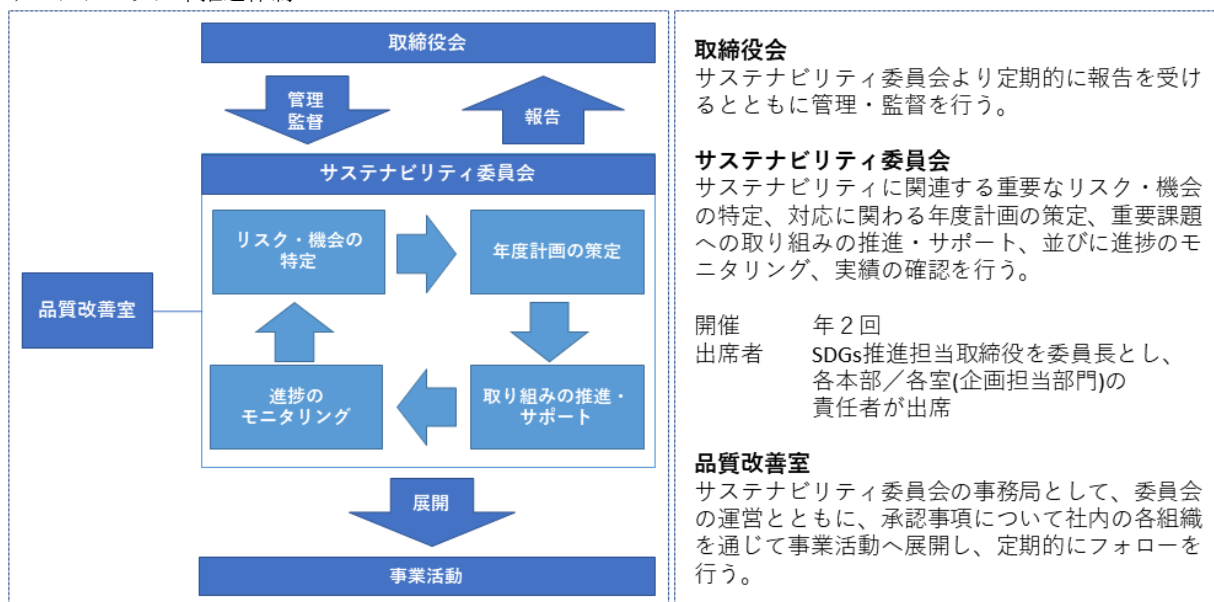 取締役会
管理
監督
報告
サステナビリティ委員会
リスク・機会の
特定
年度計画の策定
品質改善室
進捗の
モニタリング
取り組みの推進・
サポート
展開
事業活動
取締役会
サステナビリティ委員会より定期的に報告を受け
るとともに管理・監督を行う。
サステナビリティ委員会
サステナビリティに関連する重要なリスク・機会
の特定、対応に関わる年度計画の策定、重要課題
への取り組みの推進・サポート、並びに進捗のモ
ニタリング、実績の確認を行う。
開催 年２回
出席者 SDGs推進担当取締役を委員長とし、
各本部／各室(企画担当部門)の
責任者が出席
品質改善室
サステナビリティ委員会の事務局として、委員会
の運営とともに、承認事項について社内の各組織
を通じて事業活動へ展開し、定期的にフォローを
行う。